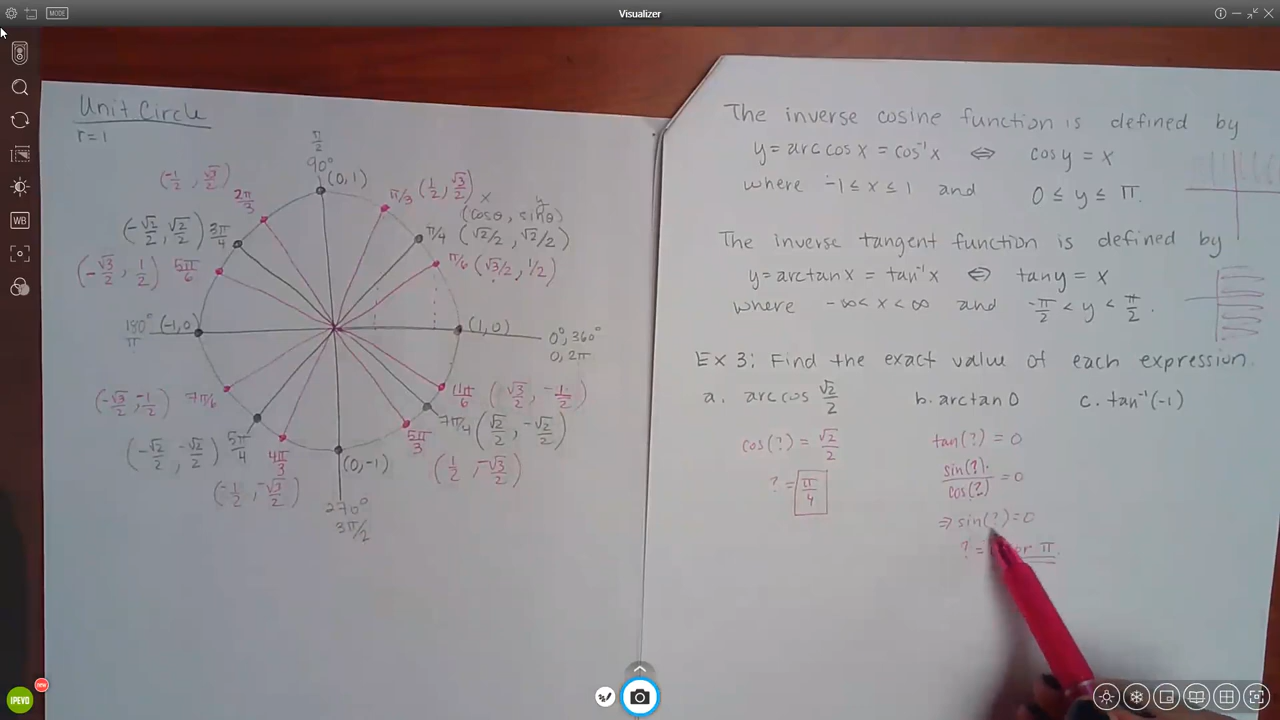 MODE
Visualizer
Unit Circle
r=1
π/2
90° (0,1)
(-1/2, √3/2)
2π/3
π/3 (1/2, √3/2) x y
(cosθ, sinθ)
(-√2/2, √2/2) 3π/4
π/4 (√2/2, √2/2)
(-√3/2, 1/2) 5π/6
π/6 (√3/2, 1/2)
180° (-1,0)
π
(1,0)
0°, 360°
0, 2π
(-√3/2, -1/2) 7π/6
11π/6 (√3/2, -1/2)
(-√2/2, -√2/2) 5π/4
7π/4 (√2/2, -√2/2)
(-1/2, -√3/2) 4π/3
5π/3
(1/2, -√3/2)
(0,-1)
270°
3π/2
The inverse cosine function is defined by
y = arccos x = cos⁻¹x ⇔ cos y = x
where -1 ≤ x ≤ 1 and 0 ≤ y ≤ π.
The inverse tangent function is defined by
y = arctan x = tan⁻¹x ⇔ tan y = x
where -∞ < x < ∞ and -π/2 < y < π/2.
Ex 3: Find the exact value of each expression.
a. arccos √2/2 b. arctan 0 c. tan⁻¹(-1)
cos(?) = √2/2
? = π/4
tan(?) = 0
sin(?)/cos(?) = 0
⇒ sin(?) = 0
? = or π.
IPEVO
new